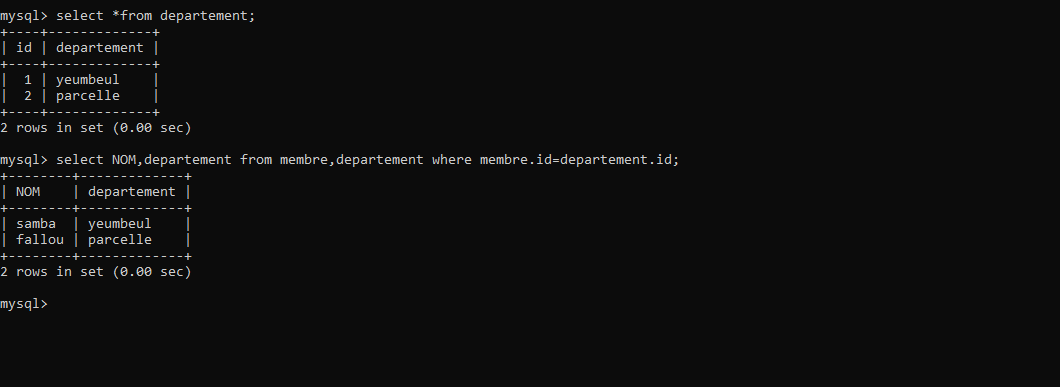 mysql> select *from departement;
+----+-------------+
| id | departement |
+----+-------------+
|  1 | yeumbeul    |
|  2 | parcelle    |
+----+-------------+
2 rows in set (0.00 sec)
mysql> select NOM,departement from membre,departement where membre.id=departement.id;
+--------+-------------+
| NOM    | departement |
+--------+-------------+
| samba  | yeumbeul    |
| fallou | parcelle    |
+--------+-------------+
2 rows in set (0.00 sec)
mysql>